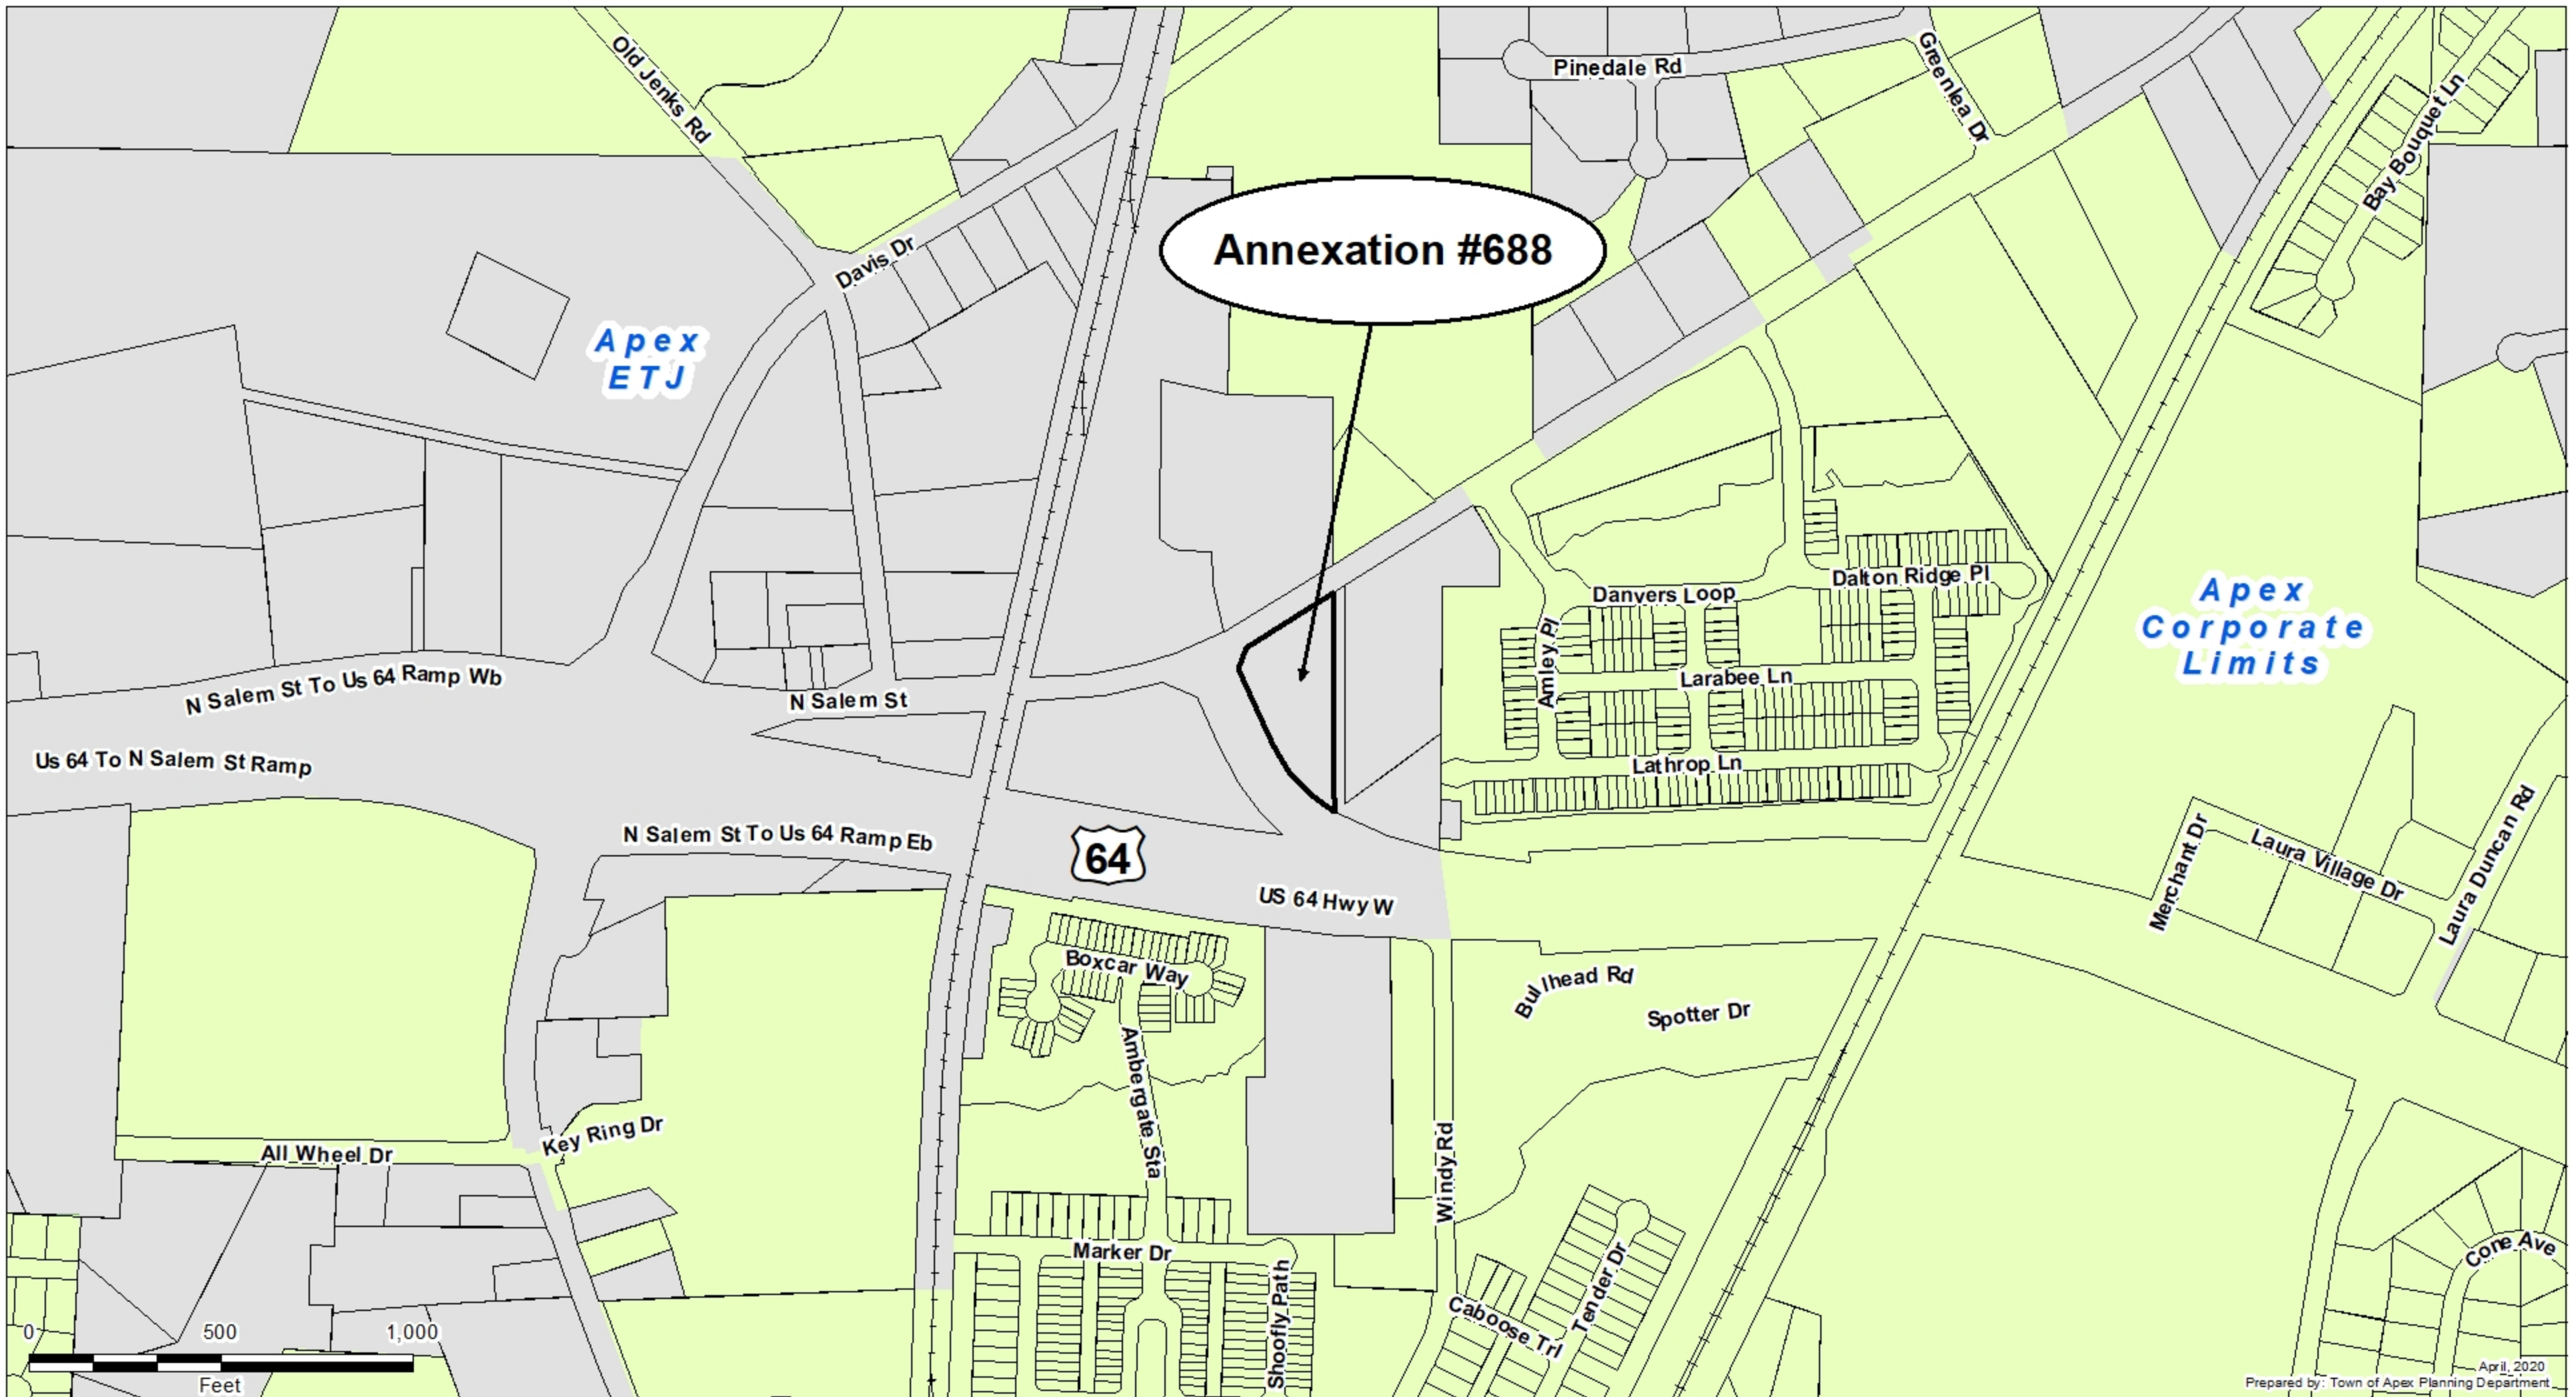 Old Jenks Rd
Pinedale Rd
Greenlea Dr
Bay Bouquet Ln
Davis Dr
Annexation #688
Apex
ETJ
Danvers Loop
Dalton Ridge Pl
Apex
Corporate
Limits
Amley Pl
Larabee Ln
N Salem St To Us 64 Ramp Wb
N Salem St
Us 64 To N Salem St Ramp
Lathrop Ln
N Salem St To Us 64 Ramp Eb
64
US 64 Hwy W
Merchant Dr
Laura Village Dr
Laura Duncan Rd
Boxcar Way
Bullhead Rd
Spotter Dr
Ambergate Sta
Key Ring Dr
All Wheel Dr
Windy Rd
Marker Dr
Shoofly Path
Caboose Trl
Tender Dr
Cone Ave
0 500 1,000
Feet
April, 2020
Prepared by: Town of Apex Planning Department